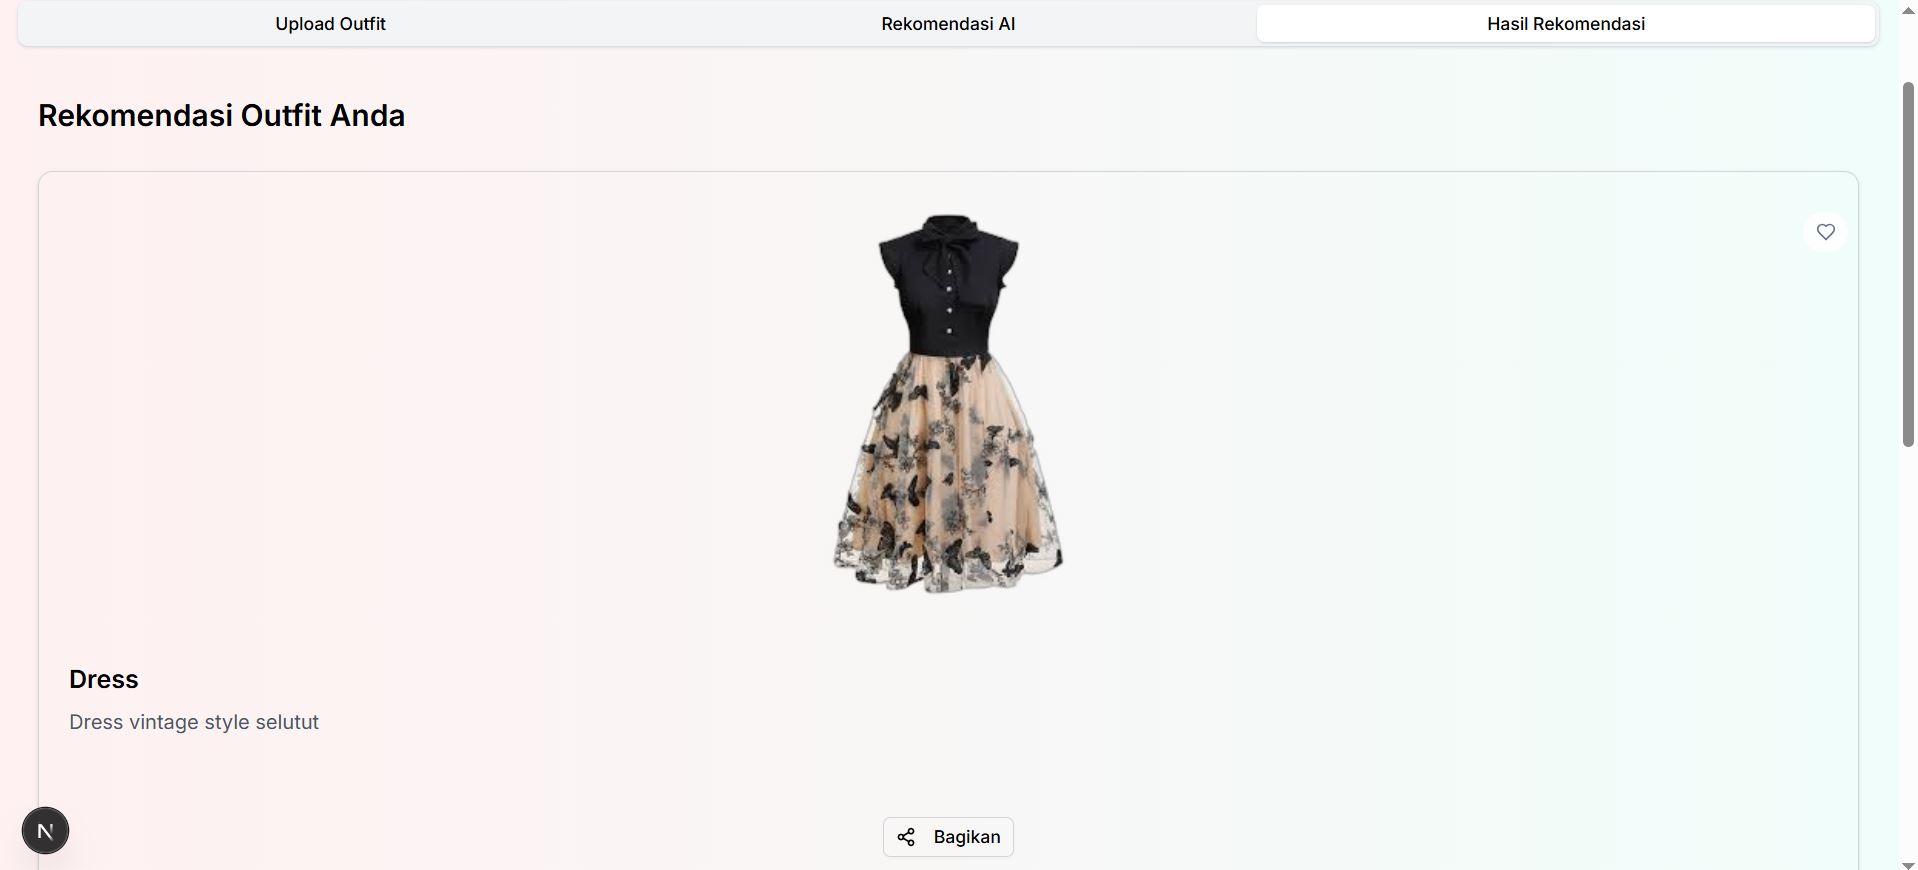 Upload Outfit
Rekomendasi AI
Hasil Rekomendasi
Rekomendasi Outfit Anda
Dress
Dress vintage style selutut
N
Bagikan